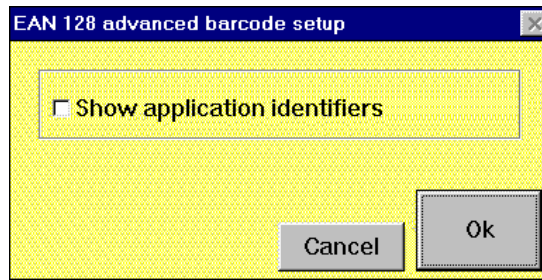 EAN 128 advanced barcode setup
Show application identifiers
Cancel
Ok